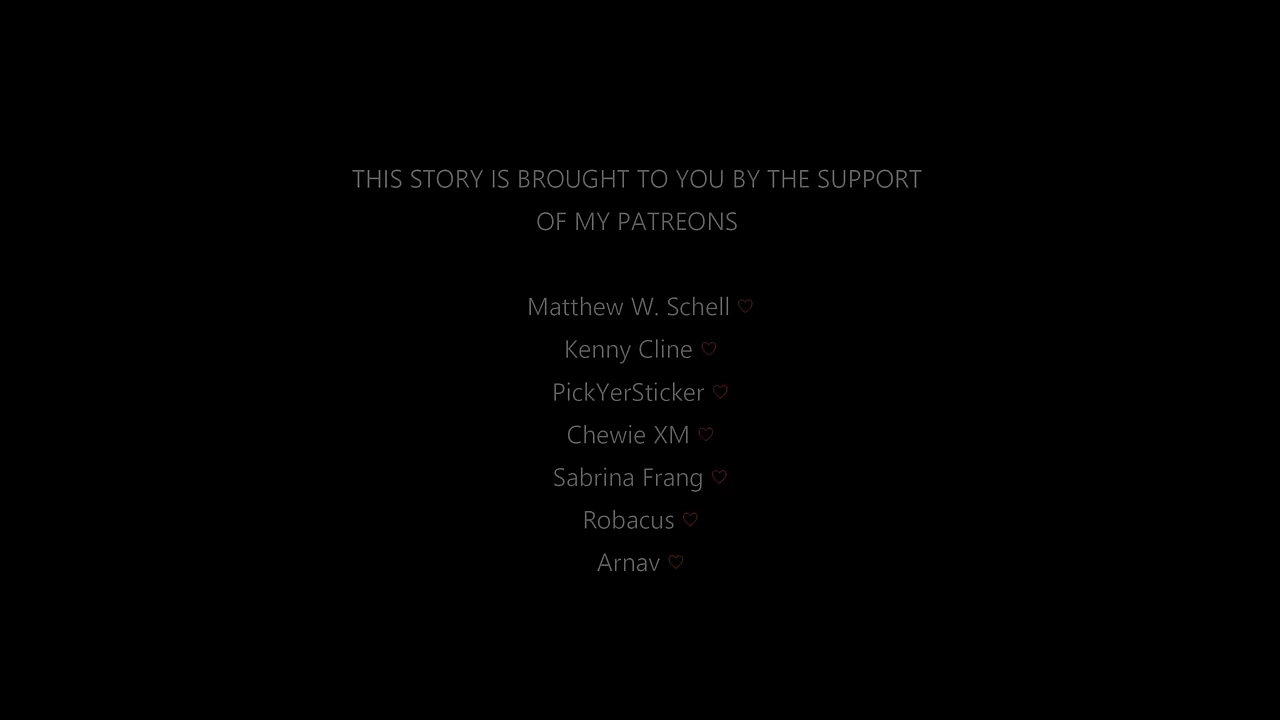 THIS STORY IS BROUGHT TO YOU BY THE SUPPORT
OF MY PATREONS
Matthew W. Schell ♡
Kenny Cline ♡
PickYerSticker ♡
Chewie XM ♡
Sabrina Frang ♡
Robacus ♡
Arnav ♡